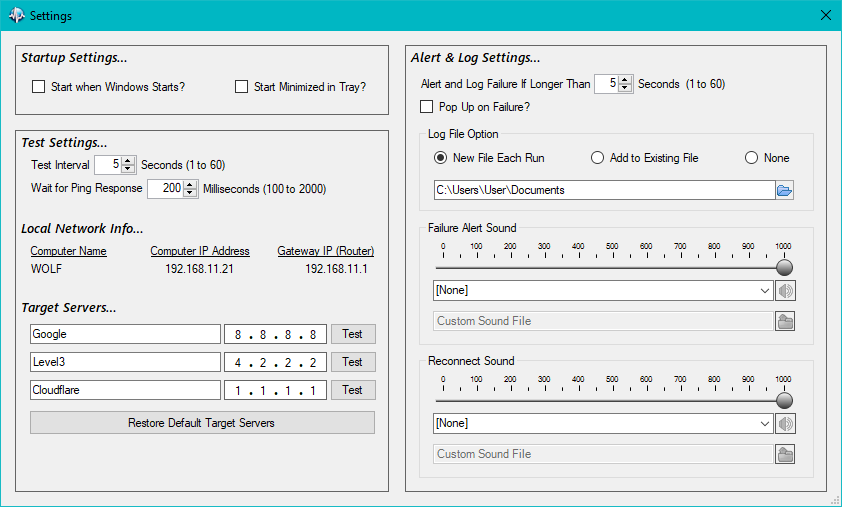 Settings
Startup Settings...
Start when Windows Starts? Start Minimized in Tray?
Test Settings...
Test Interval 5 Seconds (1 to 60)
Wait for Ping Response 200 Milliseconds (100 to 2000)
Local Network Info...
Computer Name Computer IP Address Gateway IP (Router)
WOLF 192.168.11.21 192.168.11.1
Target Servers...
Google 8 . 8 . 8 . 8 Test
Level3 4 . 2 . 2 . 2 Test
Cloudflare 1 . 1 . 1 . 1 Test
Restore Default Target Servers
Alert & Log Settings...
Alert and Log Failure If Longer Than 5 Seconds (1 to 60)
Pop Up on Failure?
Log File Option
New File Each Run Add to Existing File None
C:\Users\User\Documents
Failure Alert Sound
0 100 200 300 400 500 600 700 800 900 1000
[None]
Custom Sound File
Reconnect Sound
0 100 200 300 400 500 600 700 800 900 1000
[None]
Custom Sound File